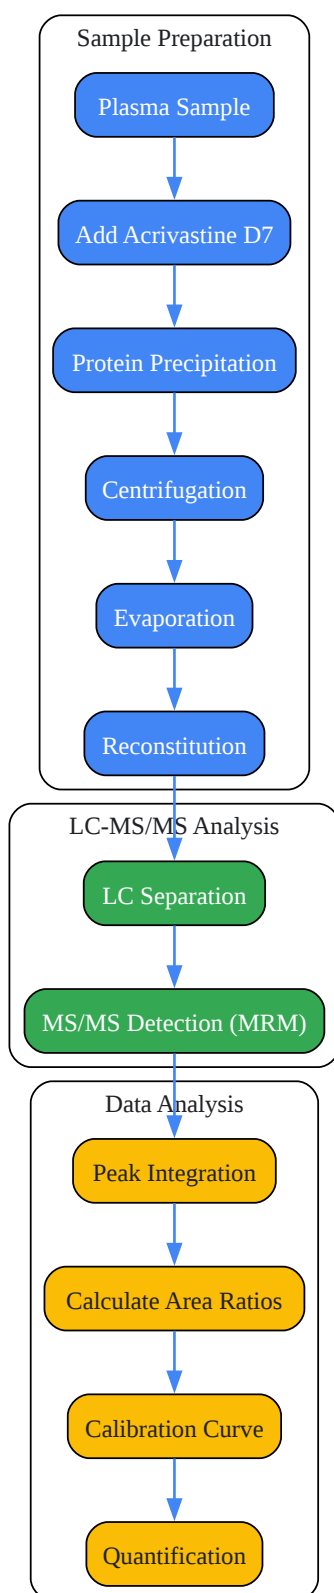 Sample Preparation
Plasma Sample
Add Acrivastine D7
Protein Precipitation
Centrifugation
Evaporation
Reconstitution
LC-MS/MS Analysis
LC Separation
MS/MS Detection (MRM)
Data Analysis
Peak Integration
Calculate Area Ratios
Calibration Curve
Quantification